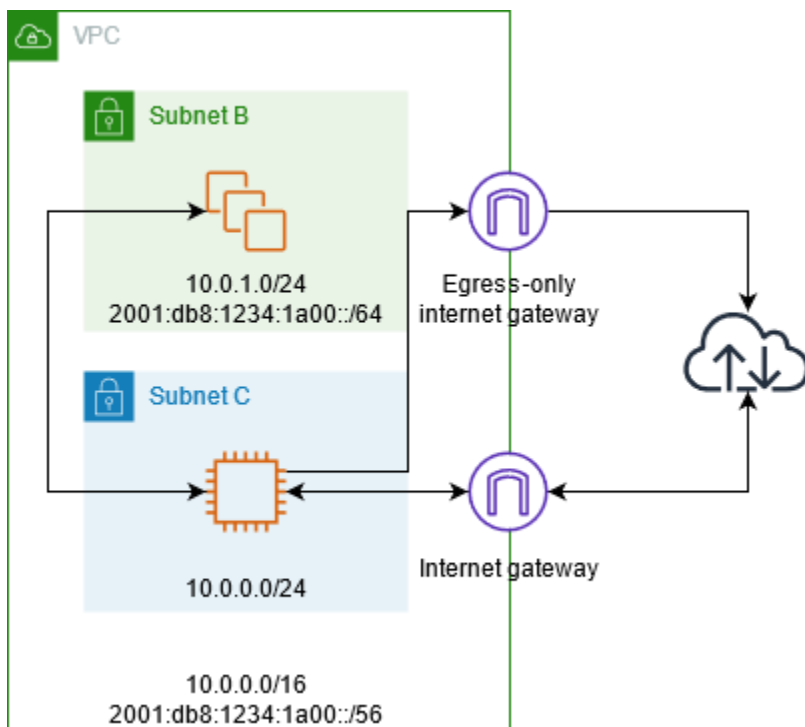 VPC
Subnet B
10.0.1.0/24
2001:db8:1234:1a00::/64
Egress-only
internet gateway
Subnet C
10.0.0.0/24
Internet gateway
10.0.0.0/16
2001:db8:1234:1a00::/56